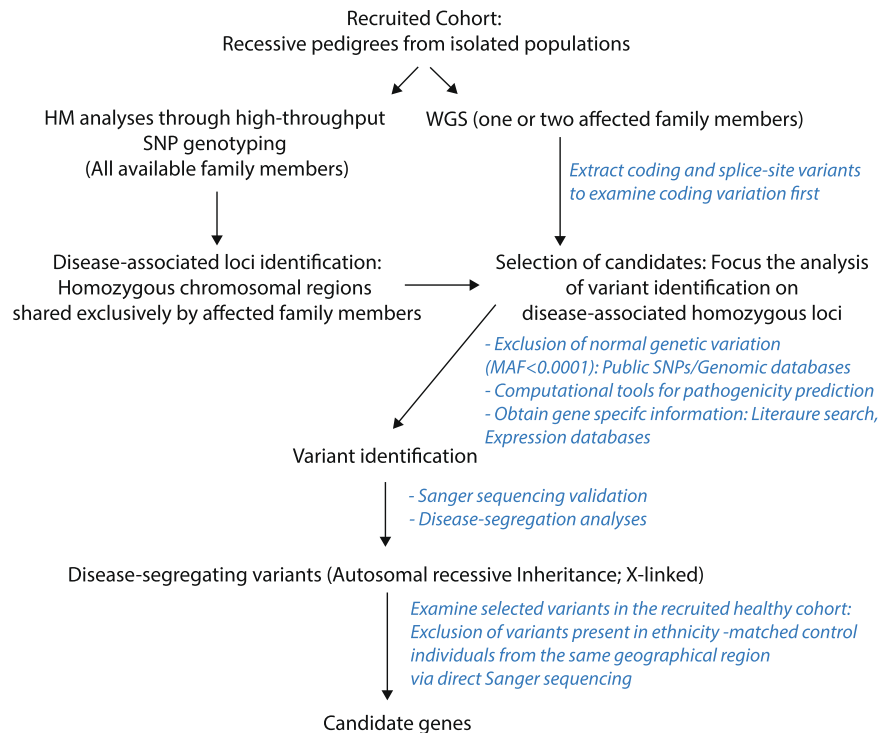 Recruited Cohort:
Recessive pedigrees from isolated populations
HM analyses through high-throughput
SNP genotyping
(All available family members)
WGS (one or two affected family members)
Extract coding and splice-site variants
to examine coding variation first
Disease-associated loci identification:
Homozygous chromosomal regions
shared exclusively by affected family members
Selection of candidates: Focus the analysis
of variant identification on
disease-associated homozygous loci
- Exclusion of normal genetic variation
(MAF<0.0001): Public SNPs/Genomic databases
- Computational tools for pathogenicity prediction
- Obtain gene specifc information: Literaure search,
Expression databases
Variant identification
- Sanger sequencing validation
- Disease-segregation analyses
Disease-segregating variants (Autosomal recessive Inheritance; X-linked)
Examine selected variants in the recruited healthy cohort:
Exclusion of variants present in ethnicity -matched control
individuals from the same geographical region
via direct Sanger sequencing
Candidate genes